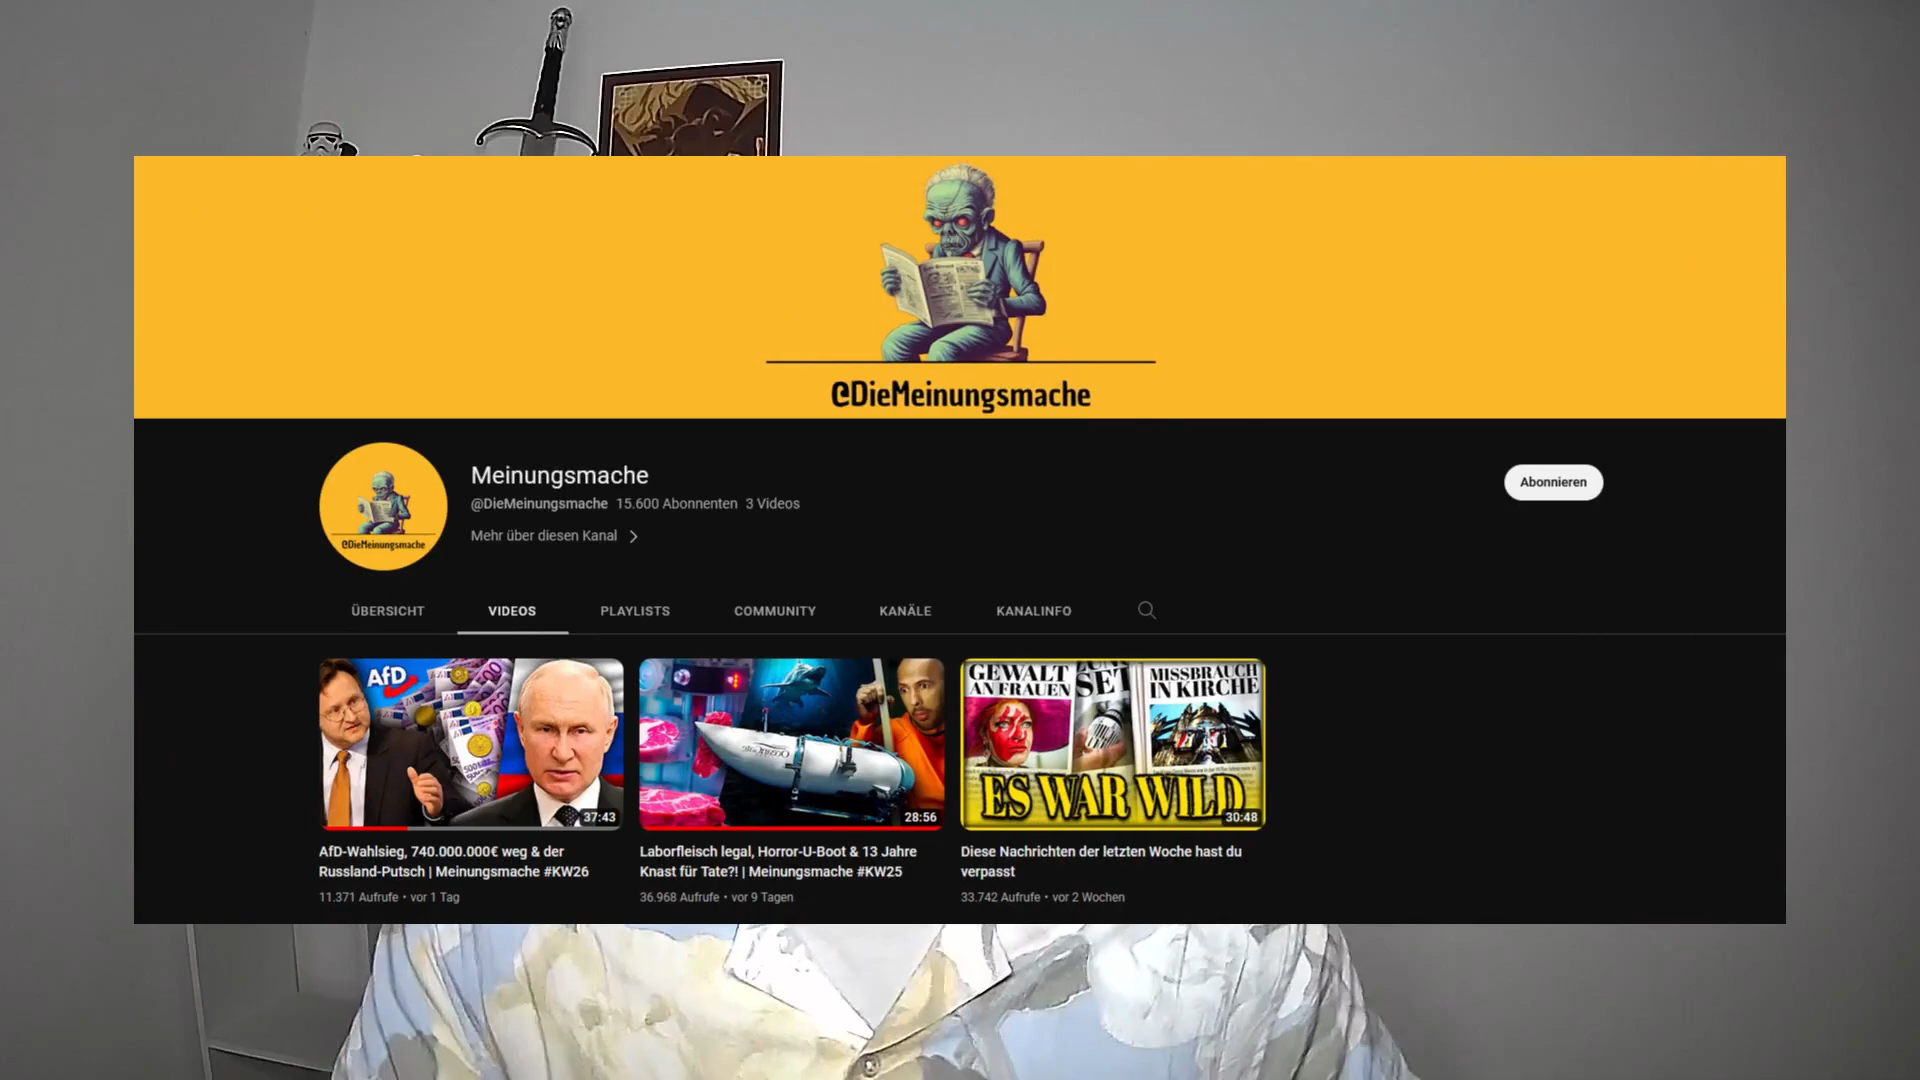 @DieMeinungsmache
@DieMeinungsmache
Meinungsmache
@DieMeinungsmache 15.600 Abonnenten 3 Videos
Mehr über diesen Kanal
Abonnieren
ÜBERSICHT VIDEOS PLAYLISTS COMMUNITY KANÄLE KANALINFO
AfD
37:43
AfD-Wahlsieg, 740.000.000€ weg & der
Russland-Putsch | Meinungsmache #KW26
11.371 Aufrufe • vor 1 Tag
28:56
Laborfleisch legal, Horror-U-Boot & 13 Jahre
Knast für Tate?! | Meinungsmache #KW25
36.968 Aufrufe • vor 9 Tagen
GEWALT
AN FRAUEN
MISSBRAUCH
IN KIRCHE
ES WAR WILD
30:48
Diese Nachrichten der letzten Woche hast du
verpasst
33.742 Aufrufe • vor 2 Wochen